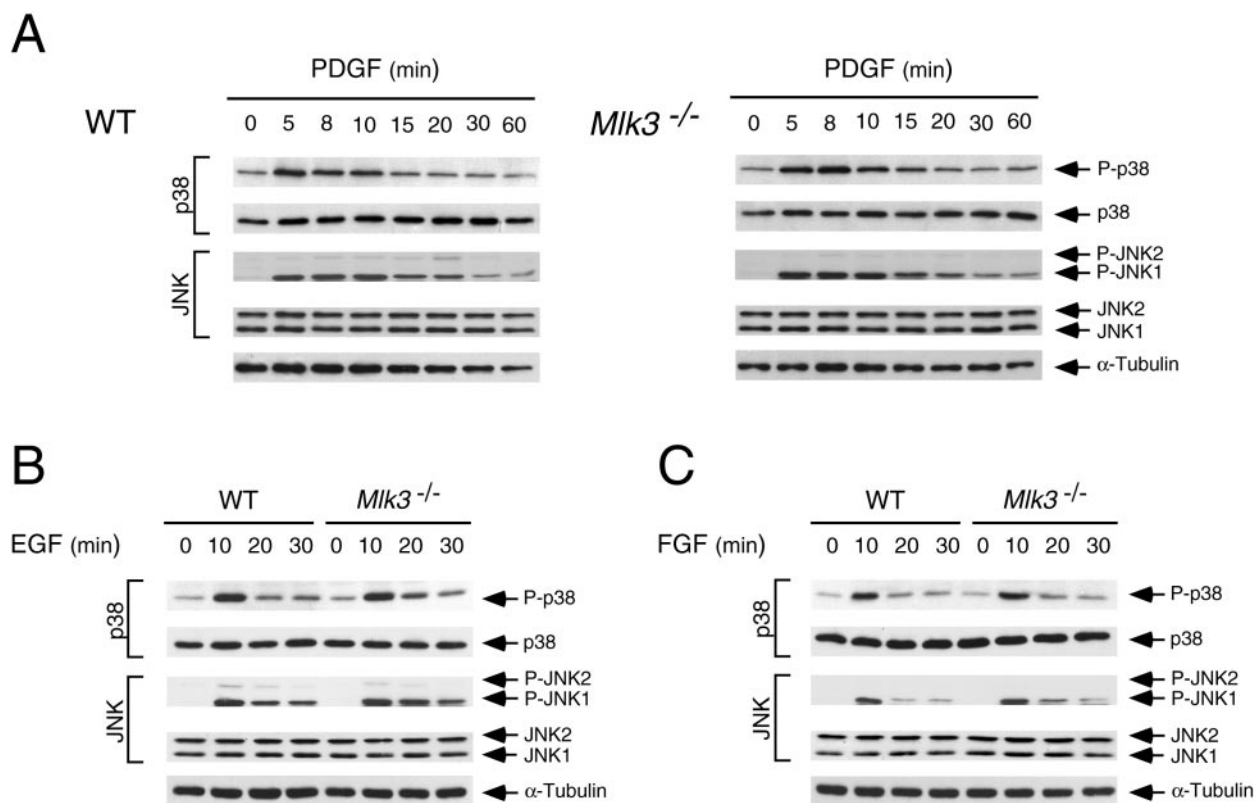 A
PDGF (min)
PDGF (min)
WT
0 5 8 10 15 20 30 60
Mlk3 -/-
0 5 8 10 15 20 30 60
p38
P-p38
p38
JNK
P-JNK2
P-JNK1
JNK2
JNK1
α-Tubulin
B
WT
Mlk3 -/-
EGF (min)
0 10 20 30 0 10 20 30
p38
P-p38
p38
JNK
P-JNK2
P-JNK1
JNK2
JNK1
α-Tubulin
C
WT
Mlk3 -/-
FGF (min)
0 10 20 30 0 10 20 30
p38
P-p38
p38
JNK
P-JNK2
P-JNK1
JNK2
JNK1
α-Tubulin